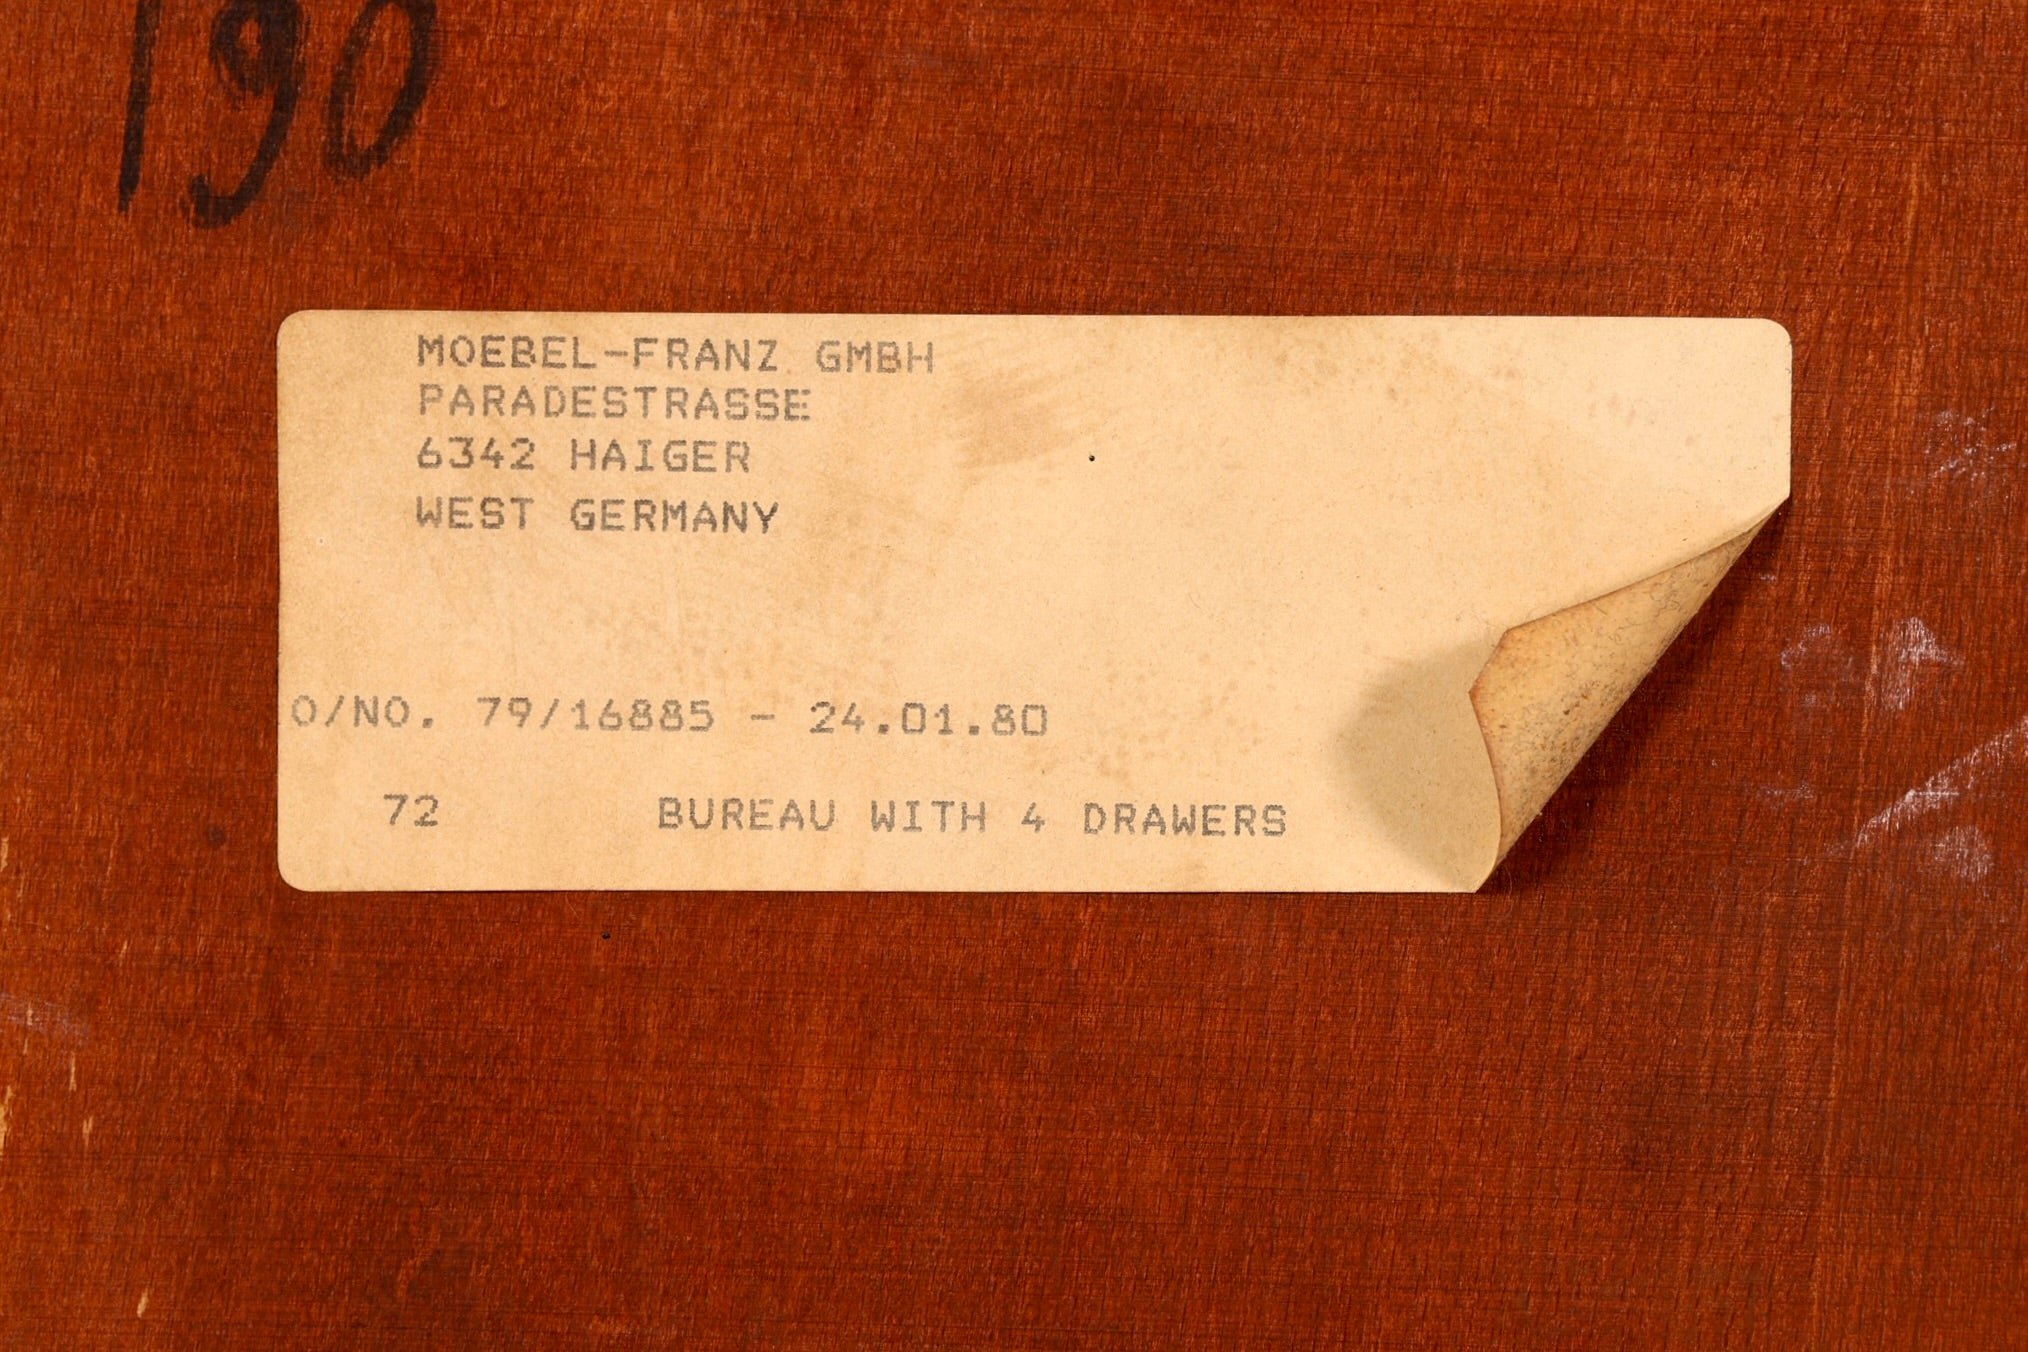 190
MOEBEL-FRANZ GMBH
PARADESTRASSE
6342 HAIGER
WEST GERMANY
O/NO. 79/16885 - 24.01.80
72 BUREAU WITH 4 DRAWERS